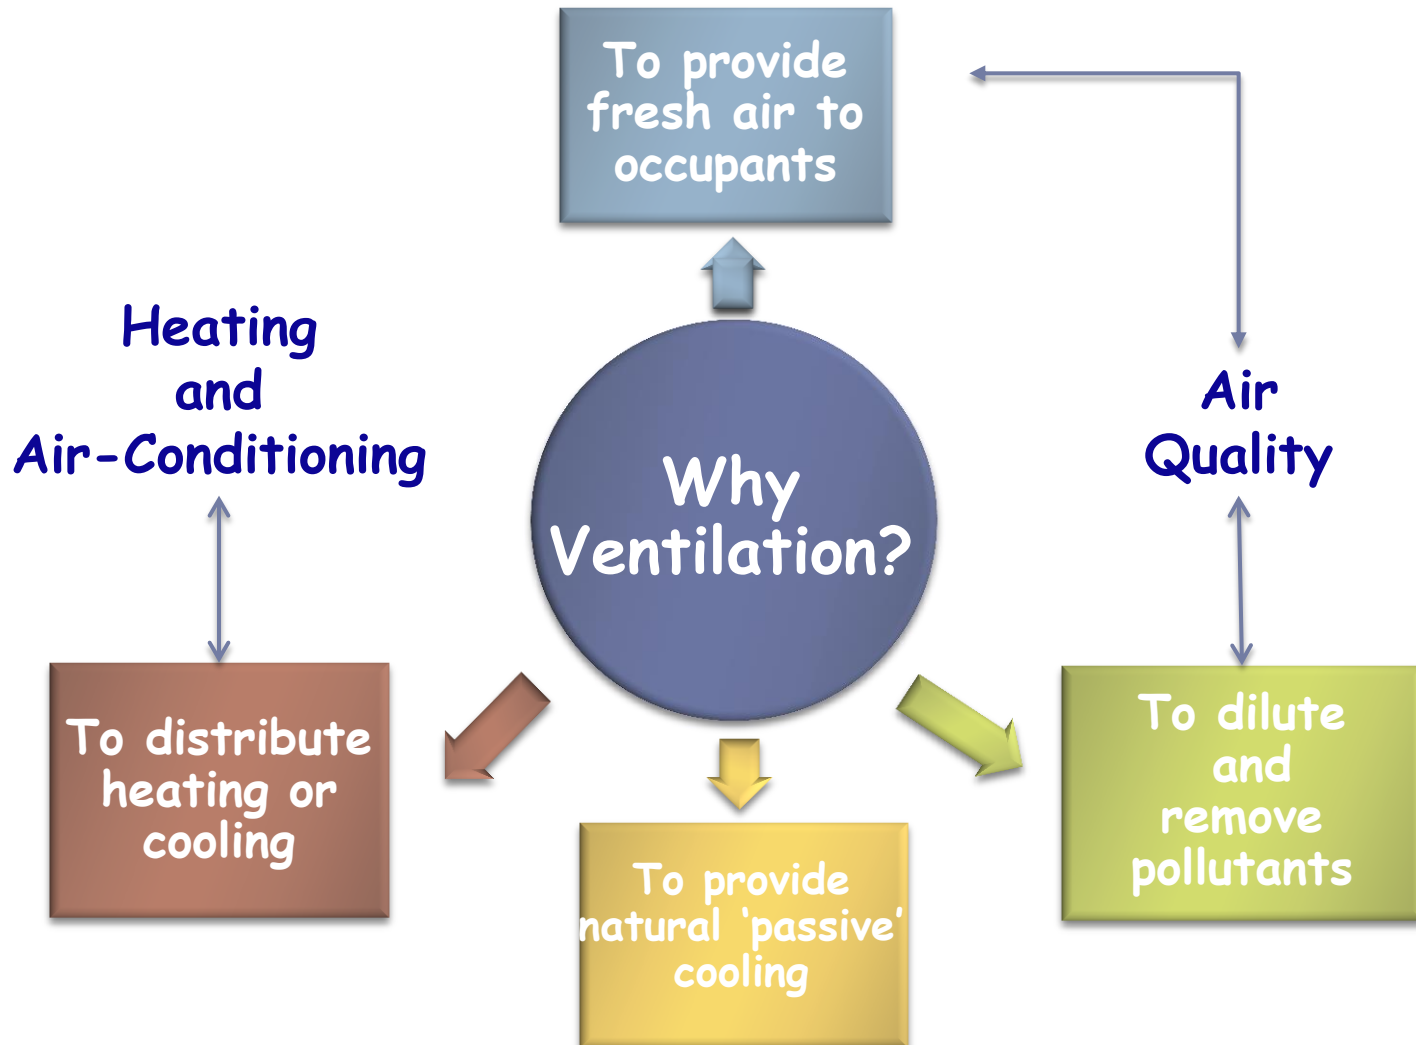 To provide
fresh air to
occupants
Heating
and
Air-Conditioning
Air
Quality
Why
Ventilation?
To distribute
heating or
cooling
To provide
natural ‘passive’
cooling
To dilute
and
remove
pollutants